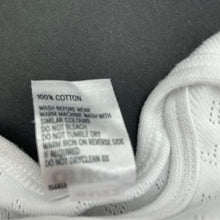 100% COTTON
WASH BEFORE WEAR
WARM MACHINE WASH WITH
SIMILAR COLOURS
DO NOT BLEACH
DO NOT TUMBLE DRY
WARM IRON ON REVERSE
IF REQUIRED
DO NOT DRYCLEAN